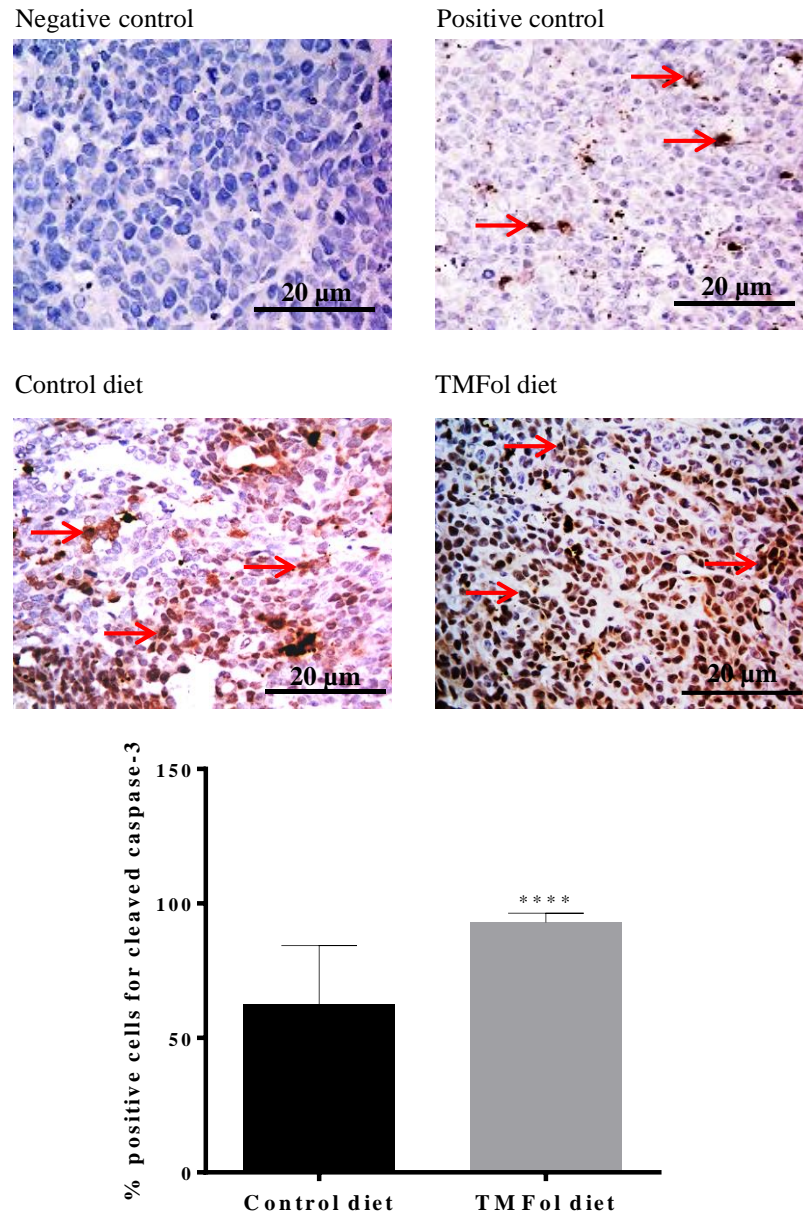 Negative control
Positive control
20 µm
20 µm
Control diet
TMFol diet
20 µm
20 µm
% positive cells for cleaved caspase-3
150
****
100
50
0
Control diet
TMFol diet